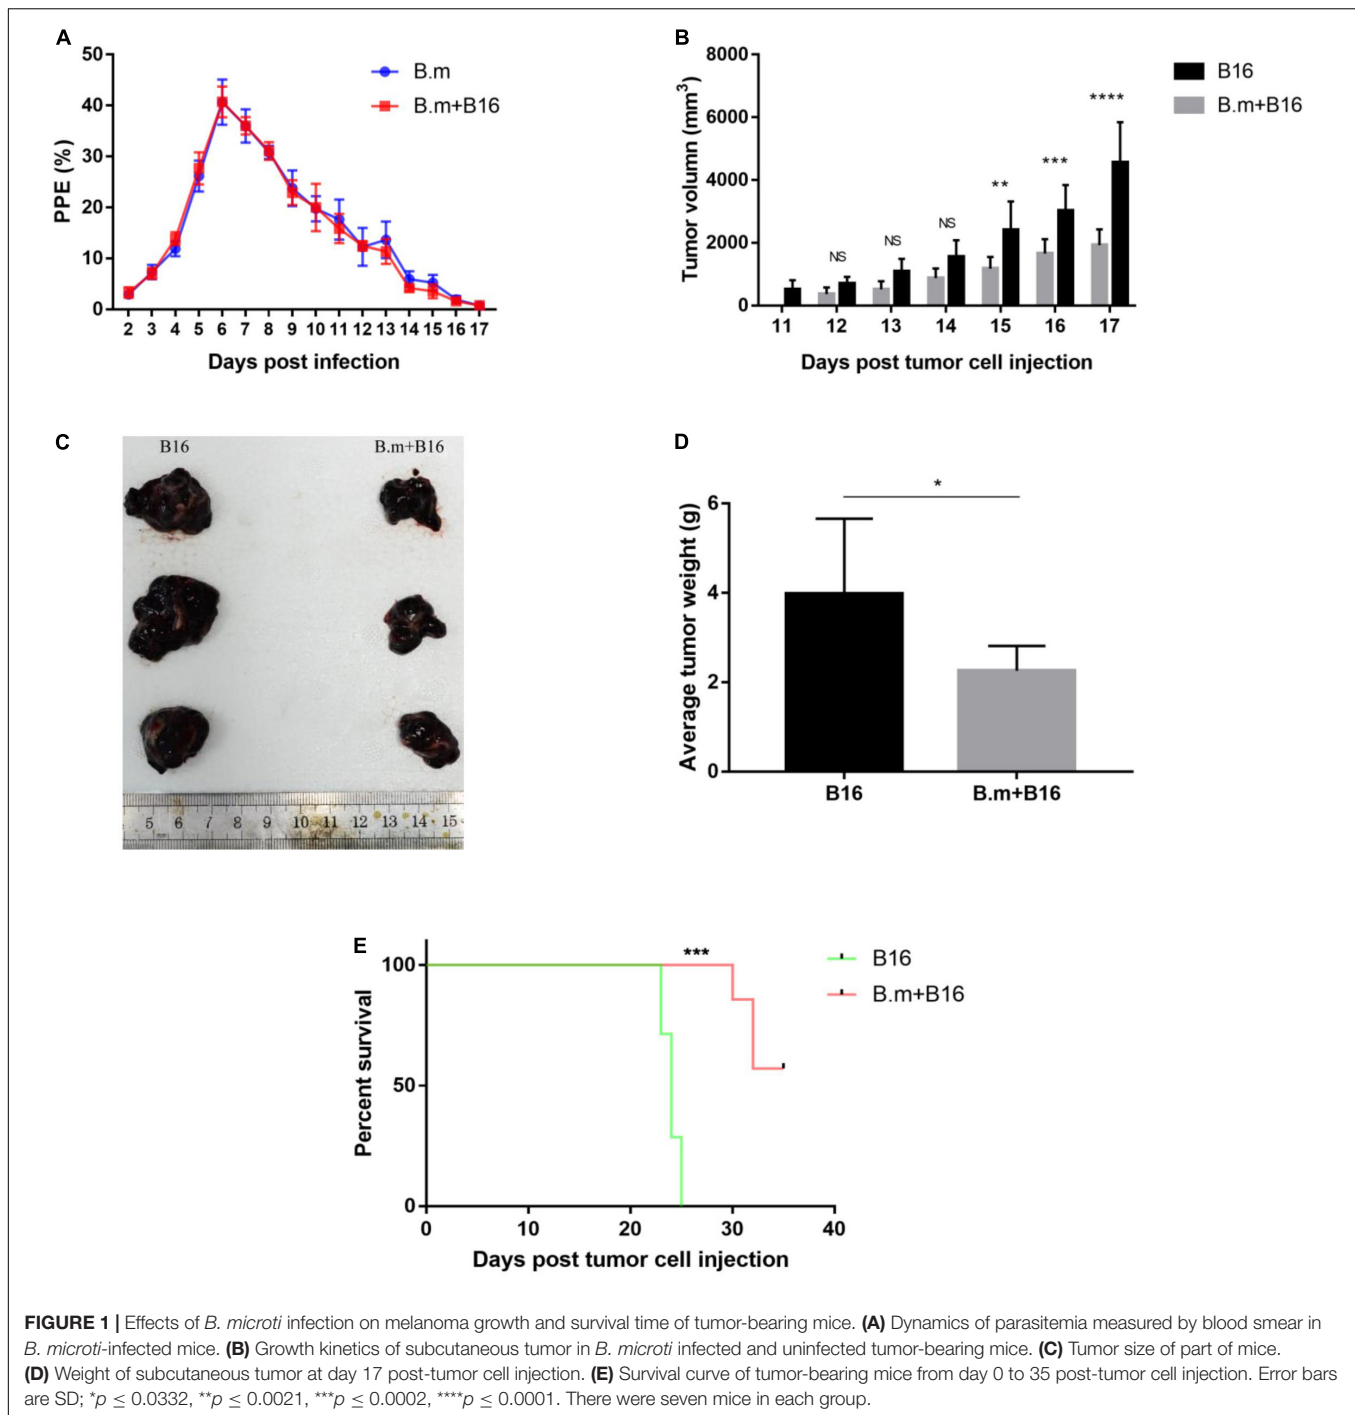 A
50
40
30
20
10
0
PPE (%)
2 3 4 5 6 7 8 9 10 11 12 13 14 15 16 17
Days post infection
B.m
B.m+B16
B
8000
6000
4000
2000
0
Tumor volumn (mm³)
NS NS NS ** *** ****
11 12 13 14 15 16 17
Days post tumor cell injection
B16
B.m+B16
C
B16 B.m+B16
5 6 7 8 9 10 11 12 13 14 15
D
6
4
2
0
Average tumor weight (g)
*
B16 B.m+B16
E
100
50
0
Percent survival
***
0 10 20 30 40
Days post tumor cell injection
B16
B.m+B16
FIGURE 1 | Effects of B. microti infection on melanoma growth and survival time of tumor-bearing mice. (A) Dynamics of parasitemia measured by blood smear in
B. microti-infected mice. (B) Growth kinetics of subcutaneous tumor in B. microti infected and uninfected tumor-bearing mice. (C) Tumor size of part of mice.
(D) Weight of subcutaneous tumor at day 17 post-tumor cell injection. (E) Survival curve of tumor-bearing mice from day 0 to 35 post-tumor cell injection. Error bars
are SD; *p ≤ 0.0332, **p ≤ 0.0021, ***p ≤ 0.0002, ****p ≤ 0.0001. There were seven mice in each group.